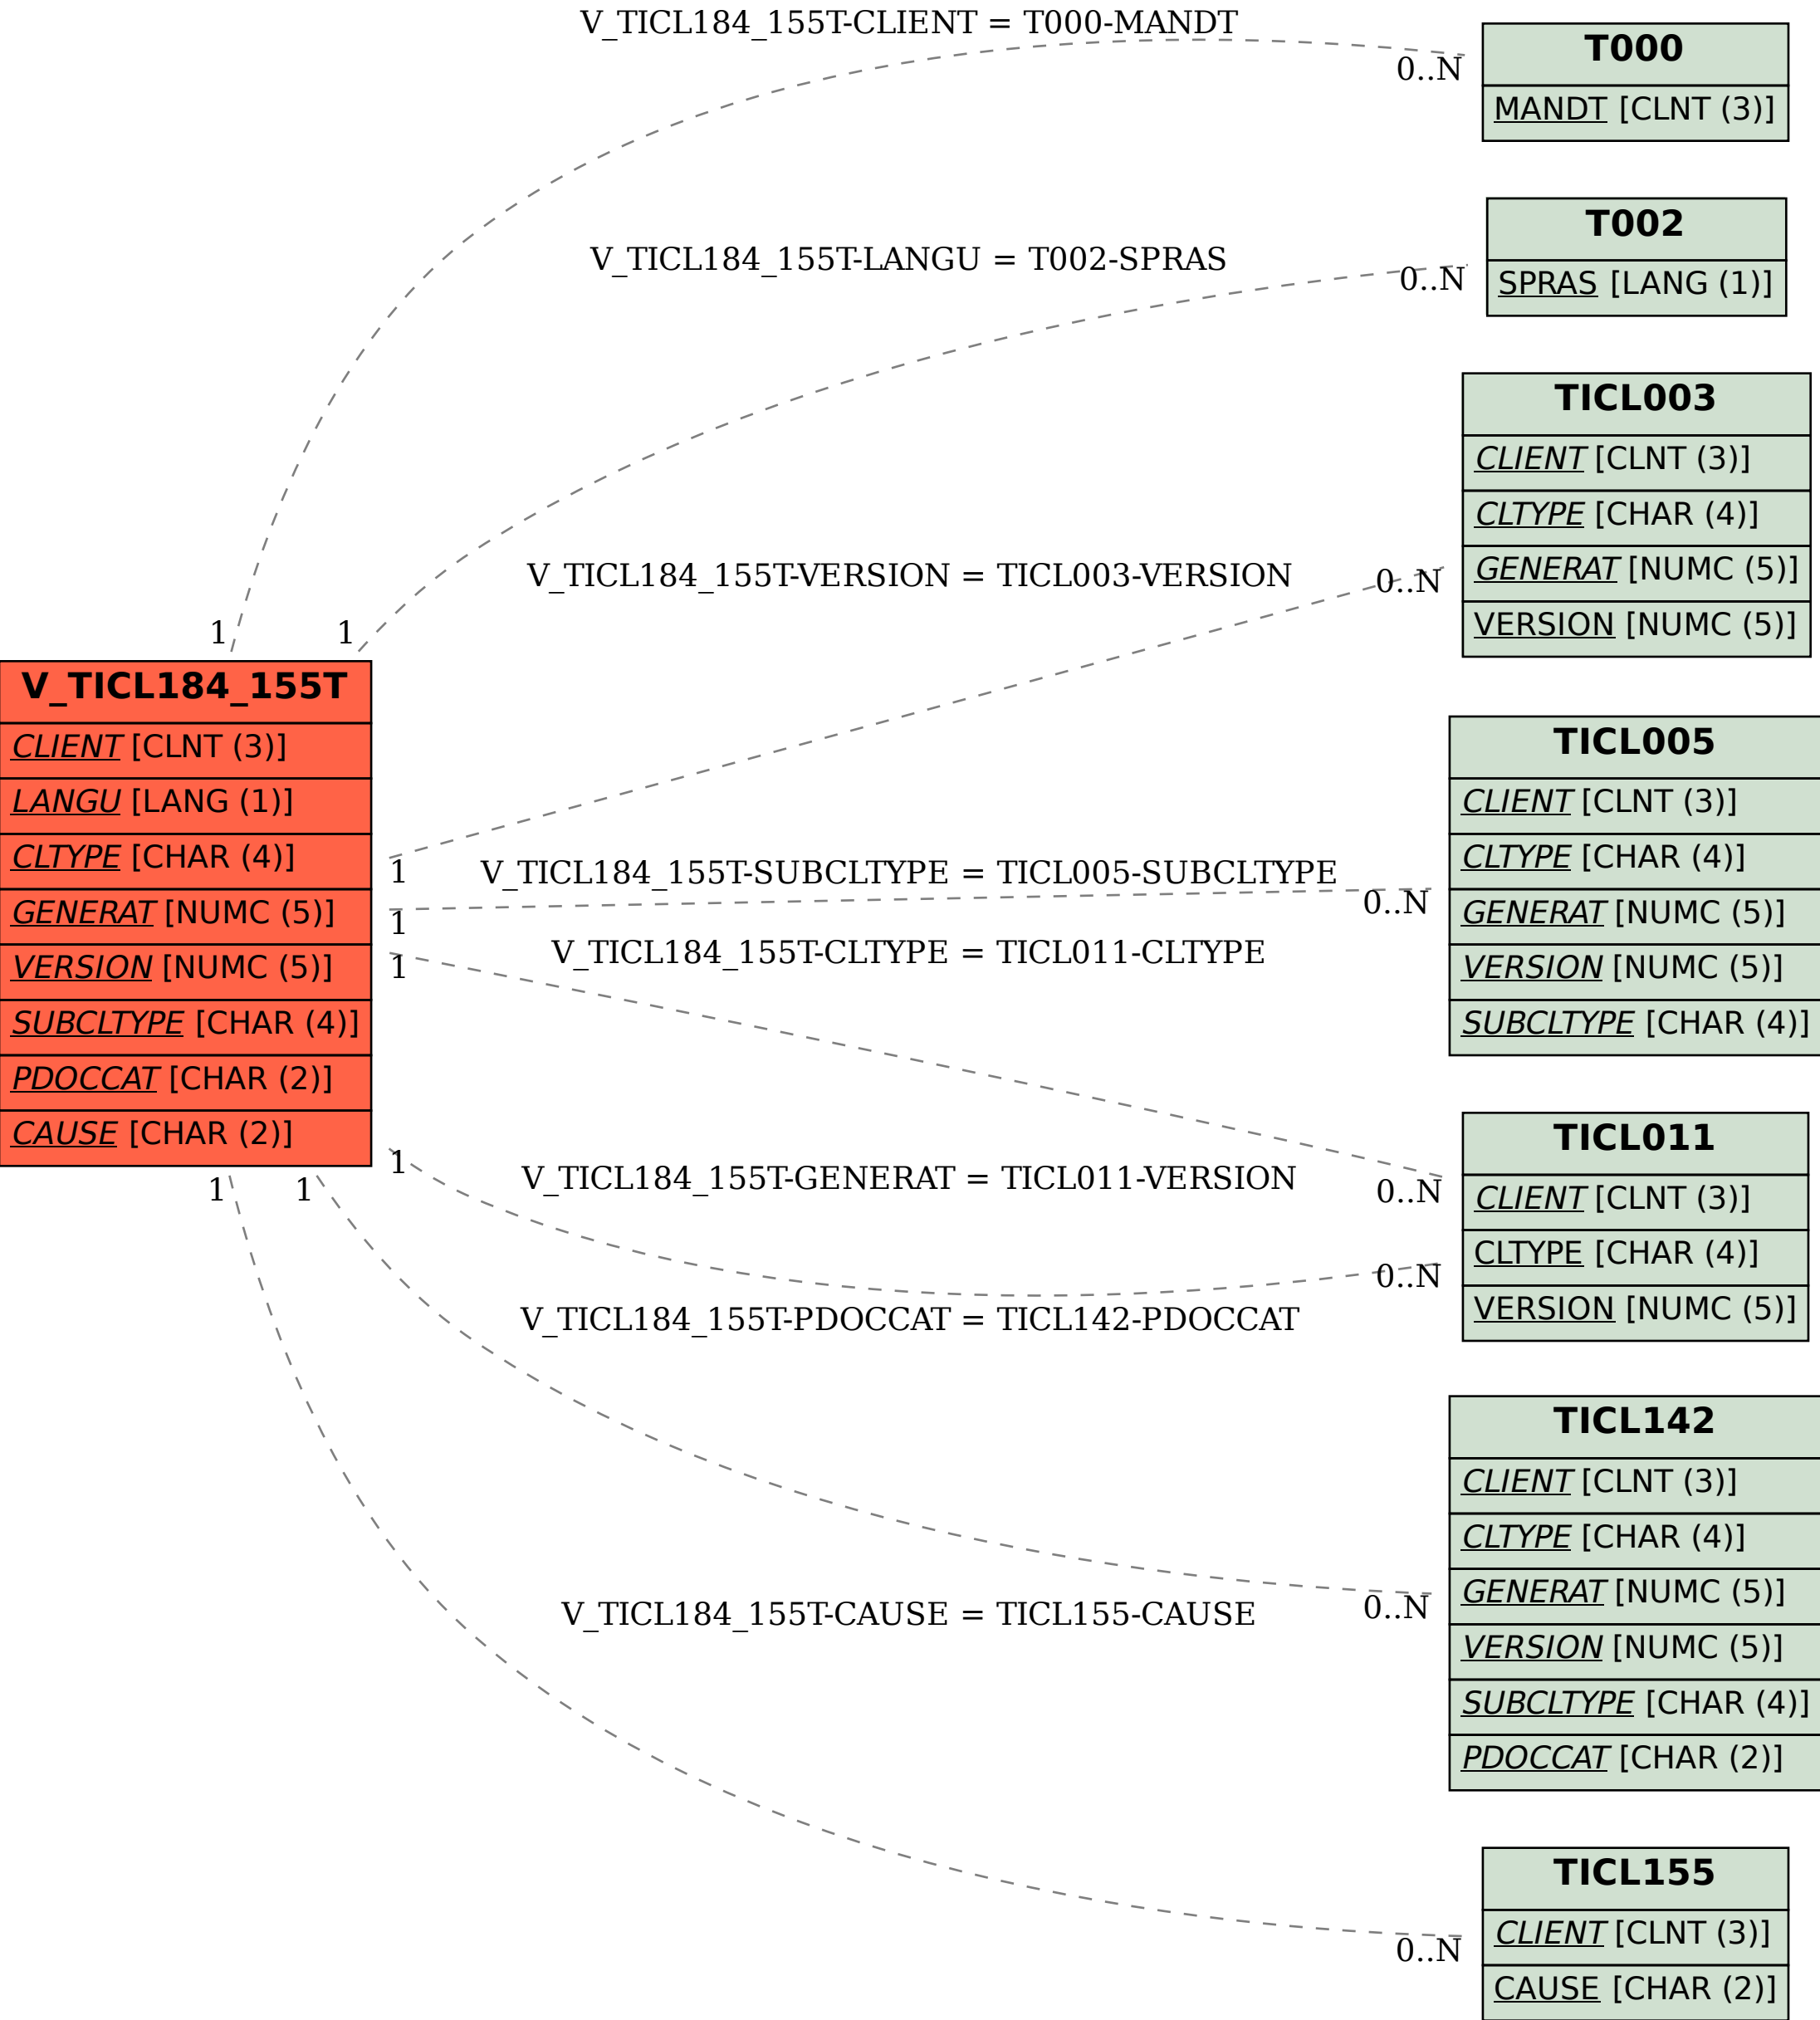 V_TICL184_155T-CLIENT = T000-MANDT
0..N
T000
MANDT [CLNT (3)]
V_TICL184_155T-LANGU = T002-SPRAS
0..N
T002
SPRAS [LANG (1)]
V_TICL184_155T-VERSION = TICL003-VERSION
0..N
TICL003
CLIENT [CLNT (3)]
CLTYPE [CHAR (4)]
GENERAT [NUMC (5)]
VERSION [NUMC (5)]
1
1
V_TICL184_155T
CLIENT [CLNT (3)]
LANGU [LANG (1)]
CLTYPE [CHAR (4)]
GENERAT [NUMC (5)]
VERSION [NUMC (5)]
SUBCLTYPE [CHAR (4)]
PDOCCAT [CHAR (2)]
CAUSE [CHAR (2)]
1
V_TICL184_155T-SUBCLTYPE = TICL005-SUBCLTYPE
0..N
1
TICL005
CLIENT [CLNT (3)]
CLTYPE [CHAR (4)]
GENERAT [NUMC (5)]
VERSION [NUMC (5)]
SUBCLTYPE [CHAR (4)]
1
V_TICL184_155T-CLTYPE = TICL011-CLTYPE
0..N
1
V_TICL184_155T-GENERAT = TICL011-VERSION
0..N
TICL011
CLIENT [CLNT (3)]
CLTYPE [CHAR (4)]
VERSION [NUMC (5)]
1
1
V_TICL184_155T-PDOCCAT = TICL142-PDOCCAT
0..N
TICL142
CLIENT [CLNT (3)]
CLTYPE [CHAR (4)]
GENERAT [NUMC (5)]
VERSION [NUMC (5)]
SUBCLTYPE [CHAR (4)]
PDOCCAT [CHAR (2)]
V_TICL184_155T-CAUSE = TICL155-CAUSE
0..N
TICL155
CLIENT [CLNT (3)]
CAUSE [CHAR (2)]